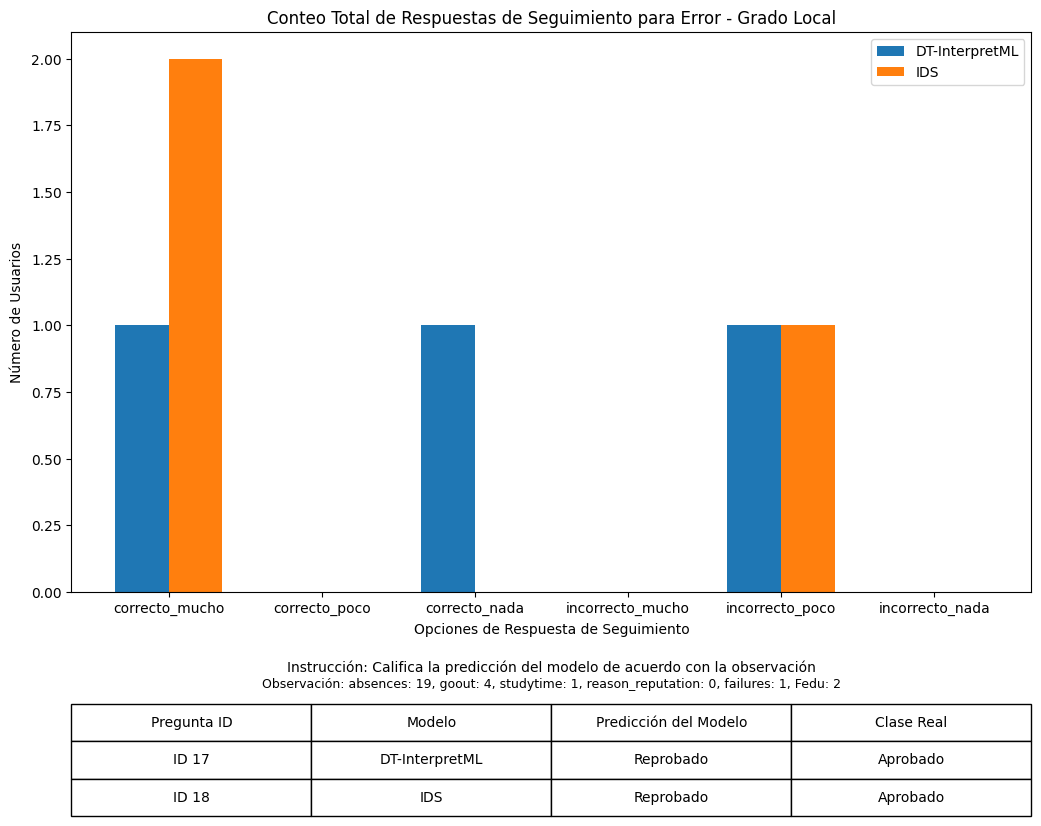 Conteo Total de Respuestas de Seguimiento para Error - Grado Local
DT-InterpretML
IDS
Número de Usuarios
2.00
1.75
1.50
1.25
1.00
0.75
0.50
0.25
0.00
correcto_mucho correcto_poco correcto_nada incorrecto_mucho incorrecto_poco incorrecto_nada
Opciones de Respuesta de Seguimiento
Instrucción: Califica la predicción del modelo de acuerdo con la observación
Observación: absences: 19, goout: 4, studytime: 1, reason_reputation: 0, failures: 1, Fedu: 2
Pregunta ID Modelo Predicción del Modelo Clase Real
ID 17 DT-InterpretML Reprobado Aprobado
ID 18 IDS Reprobado Aprobado